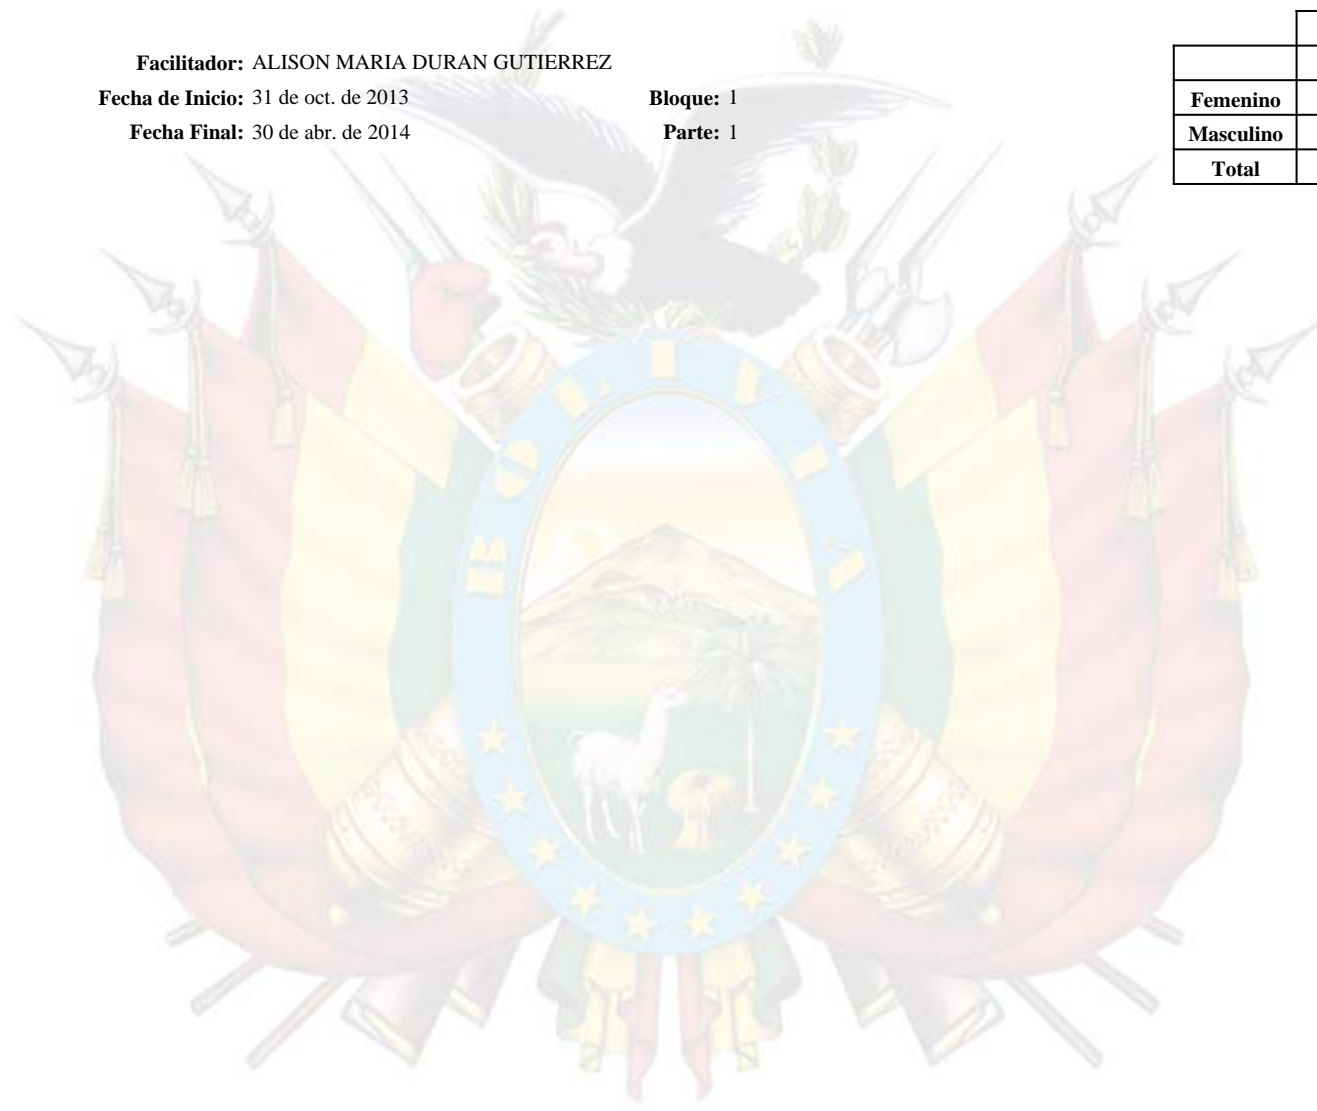 Facilitador: ALISON MARIA DURAN GUTIERREZ
Fecha de Inicio: 31 de oct. de 2013 Bloque: 1
Fecha Final: 30 de abr. de 2014 Parte: 1
Femenino
Masculino
Total
BOLIVIA